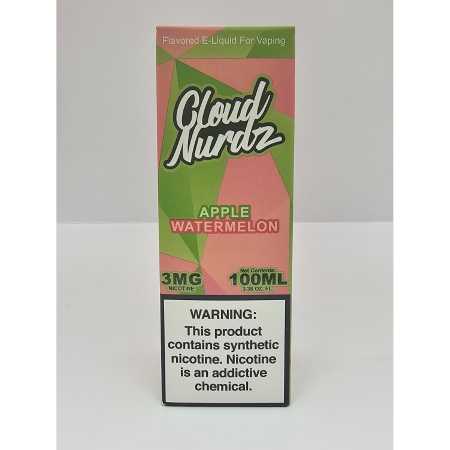 Flavored E-Liquid For Vaping
Cloud
Nurdz
APPLE
WATERMELON
3MG
NICOTINE
Net Contents:
100ML
3.38 OZ. FL
WARNING:
This product
contains synthetic
nicotine. Nicotine
is an addictive
chemical.